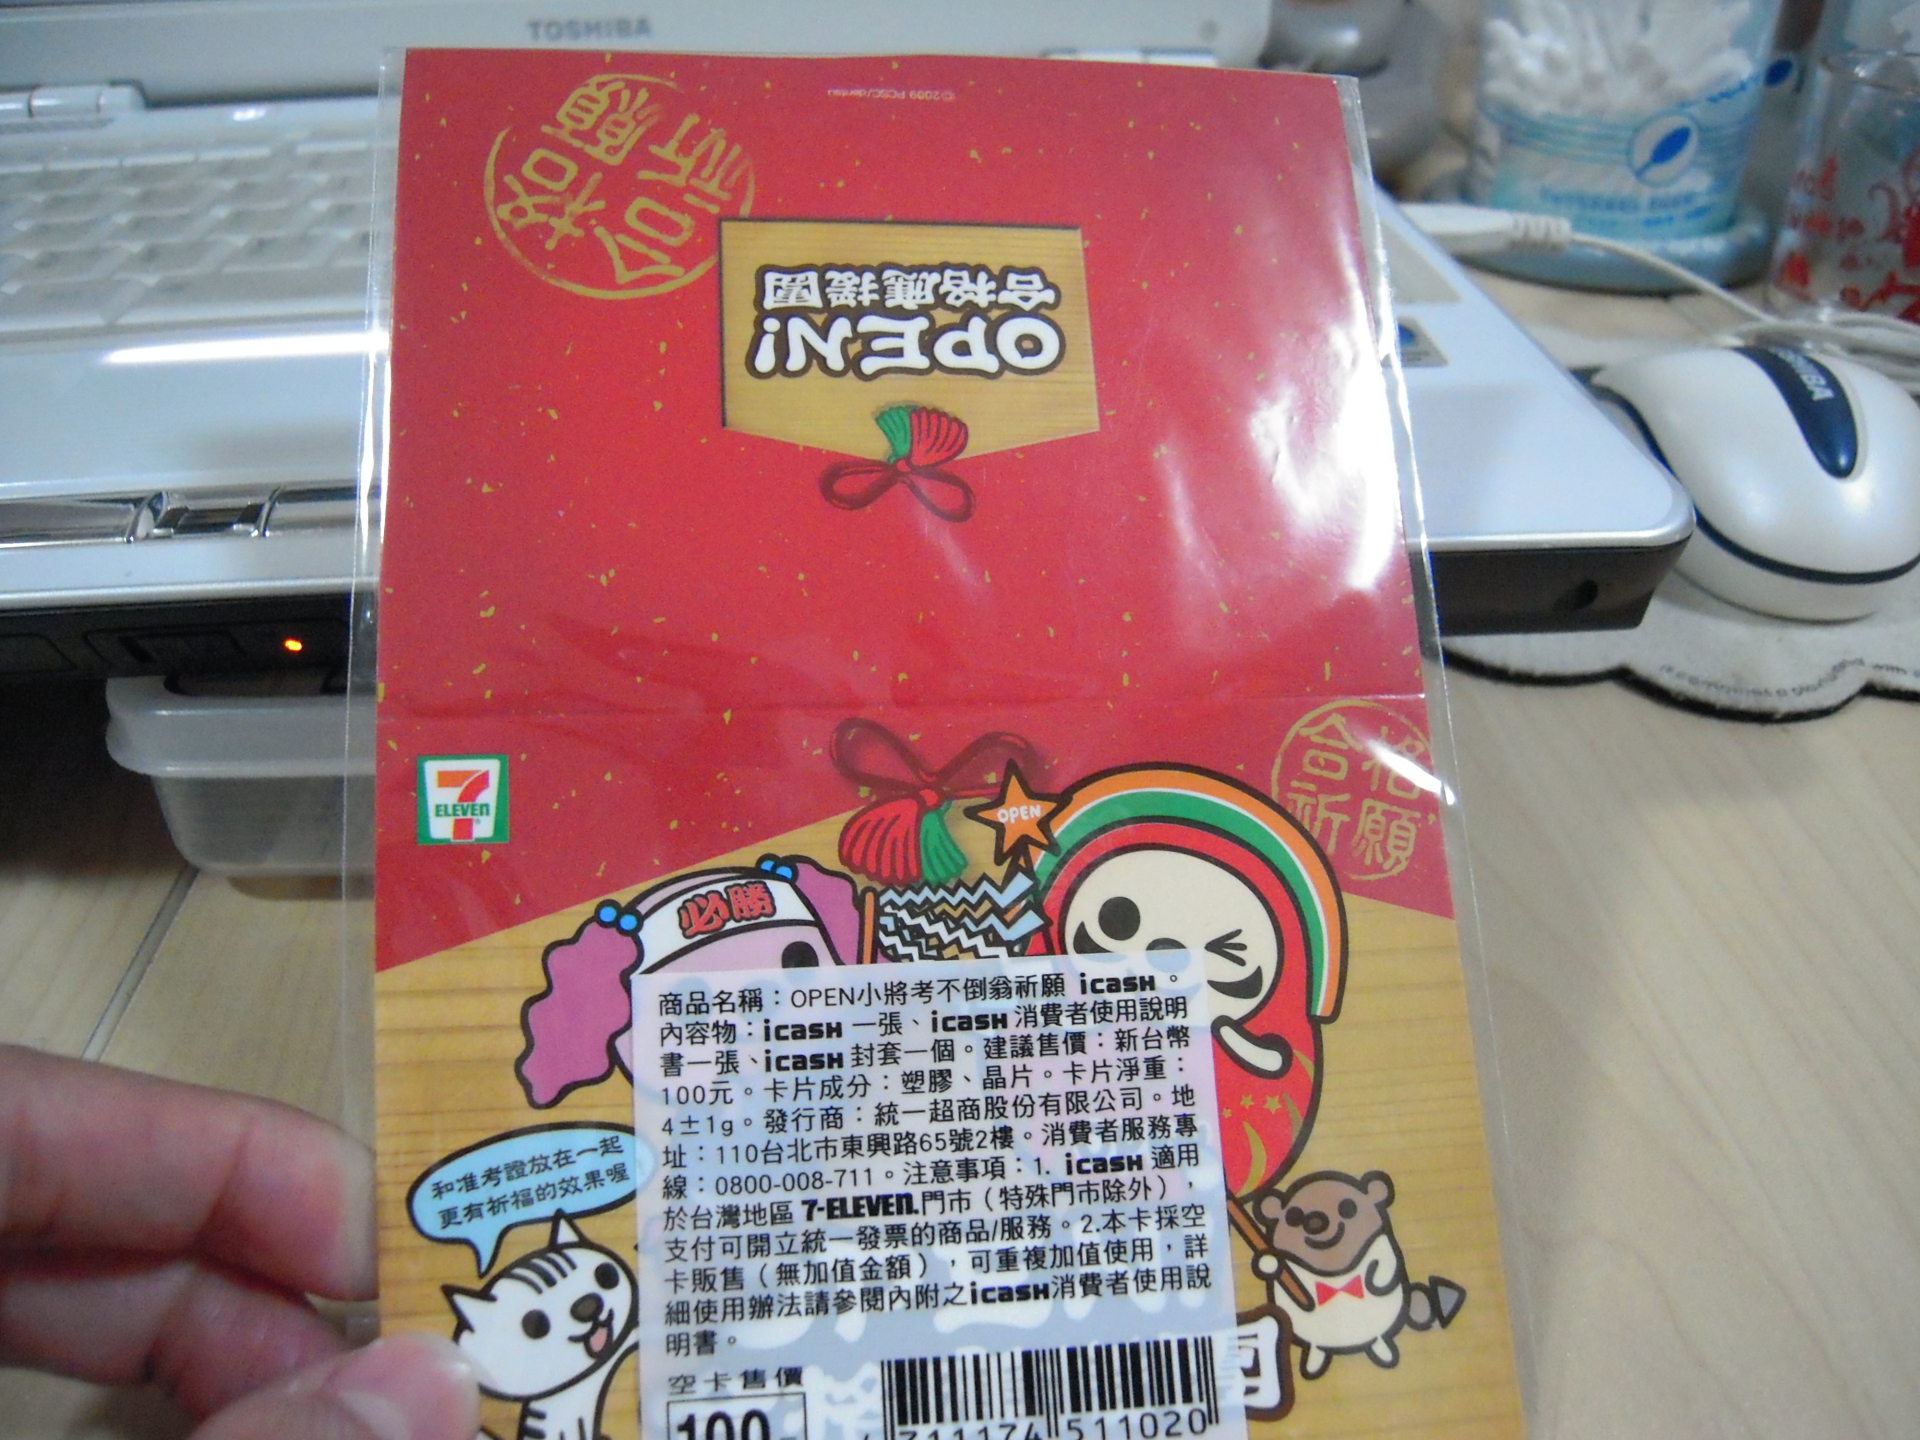 TOSHIBA
©2009 PCSC/dentsu
合格
祈願
OPEN!
合格應援團
7
ELEVEN
合格
祈願
OPEN
必勝
和准考證放在一起
更有祈福的效果喔
商品名稱：OPEN小將考不倒翁祈願 icash。
內容物：icash 一張、icash 消費者使用說明
書一張、icash 封套一個。建議售價：新台幣
100元。卡片成分：塑膠、晶片。卡片淨重：
4±1g。發行商：統一超商股份有限公司。地
址：110台北市東興路65號2樓。消費者服務專
線：0800-008-711。注意事項：1. icash 適用
於台灣地區 7-ELEVEN.門市（特殊門市除外），
支付可開立統一發票的商品/服務。2.本卡採空
卡販售（無加值金額），可重複加值使用，詳
細使用辦法請參閱內附之icash消費者使用說
明書。
空卡售價
100
4 711174 511020